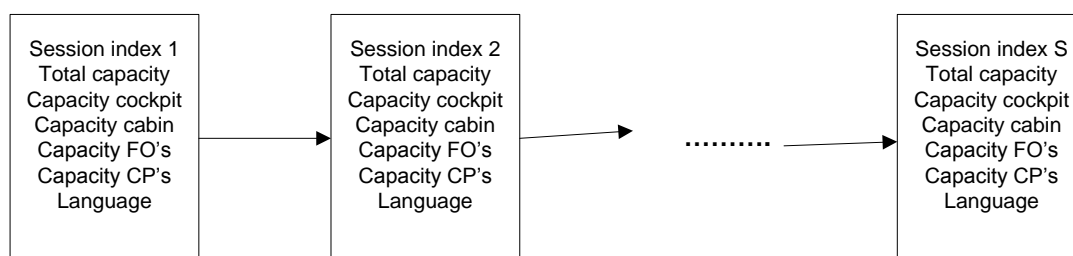 Session index 1
Total capacity
Capacity cockpit
Capacity cabin
Capacity FO's
Capacity CP's
Language
Session index 2
Total capacity
Capacity cockpit
Capacity cabin
Capacity FO's
Capacity CP's
Language
..........
Session index S
Total capacity
Capacity cockpit
Capacity cabin
Capacity FO's
Capacity CP's
Language